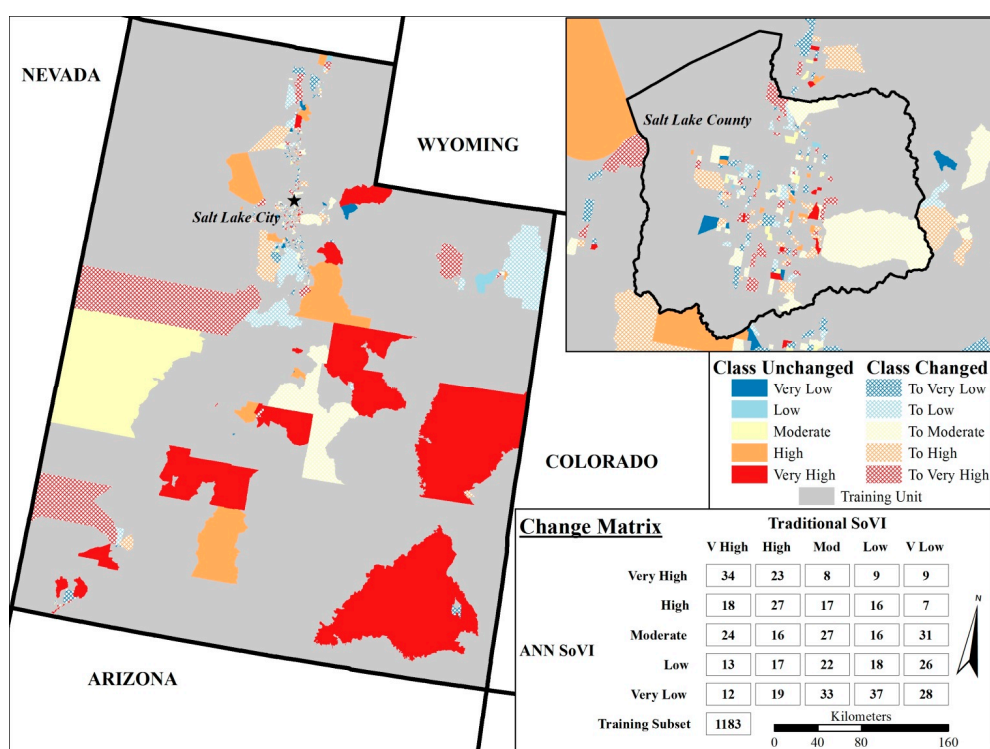 NEVADA
WYOMING
Salt Lake City
COLORADO
ARIZONA
Salt Lake County
Class Unchanged Class Changed
Very Low To Very Low
Low To Low
Moderate To Moderate
High To High
Very High To Very High
Training Unit
Change Matrix Traditional SoVI
V High High Mod Low V Low
Very High 34 23 8 9 9
High 18 27 17 16 7
Moderate 24 16 27 16 31
ANN SoVI
Low 13 17 22 18 26
Very Low 12 19 33 37 28
Training Subset 1183
Kilometers
0 40 80 160
N